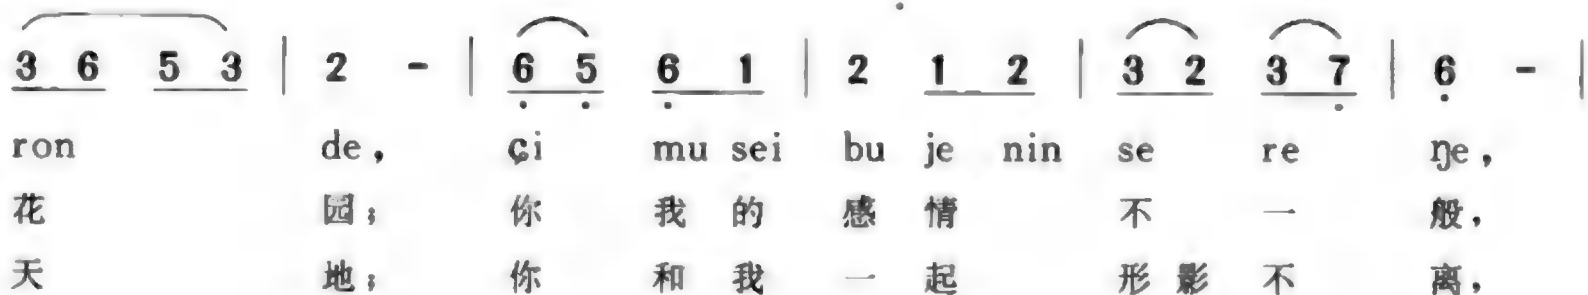 3 6 5 3 | 2 - | 6 5 6 1 | 2 1 2 | 3 2 3 7 | 6 - |
ron de, çi mu sei bu je nin se re ŋe,
花 园； 你 我 的 感 情 不 一 般，
天 地； 你 和 我 一 起 形 影 不 离，